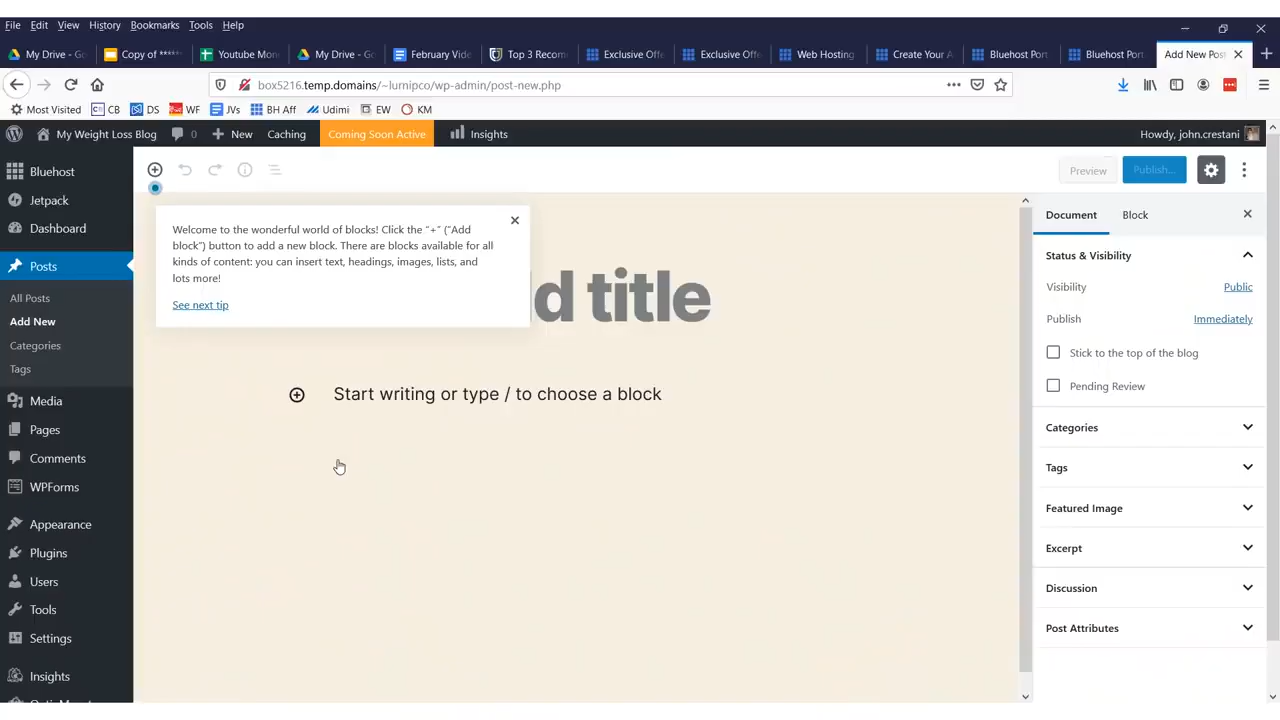 File Edit View History Bookmarks Tools Help
My Drive - Go Copy of ***** Youtube Mon My Drive - Go February Vide Top 3 Recom Exclusive Offe Exclusive Offe Web Hosting Create Your A Bluehost Port Bluehost Port Add New Post
box5216.temp.domains/~lumipco/wp-admin/post-new.php
Most Visited CB DS WF JVs BH Aff Udimi EW KM
My Weight Loss Blog 0 New Caching Coming Soon Active Insights Howdy, john.crestani
Bluehost
Jetpack
Dashboard
Posts
All Posts
Add New
Categories
Tags
Media
Pages
Comments
WPForms
Appearance
Plugins
Users
Tools
Settings
Insights
Preview Publish...
Welcome to the wonderful world of blocks! Click the "+" ("Add
block") button to add a new block. There are blocks available for all
kinds of content: you can insert text, headings, images, lists, and
lots more!
See next tip
d title
Start writing or type / to choose a block
Document Block
Status & Visibility
Visibility Public
Publish Immediately
Stick to the top of the blog
Pending Review
Categories
Tags
Featured Image
Excerpt
Discussion
Post Attributes